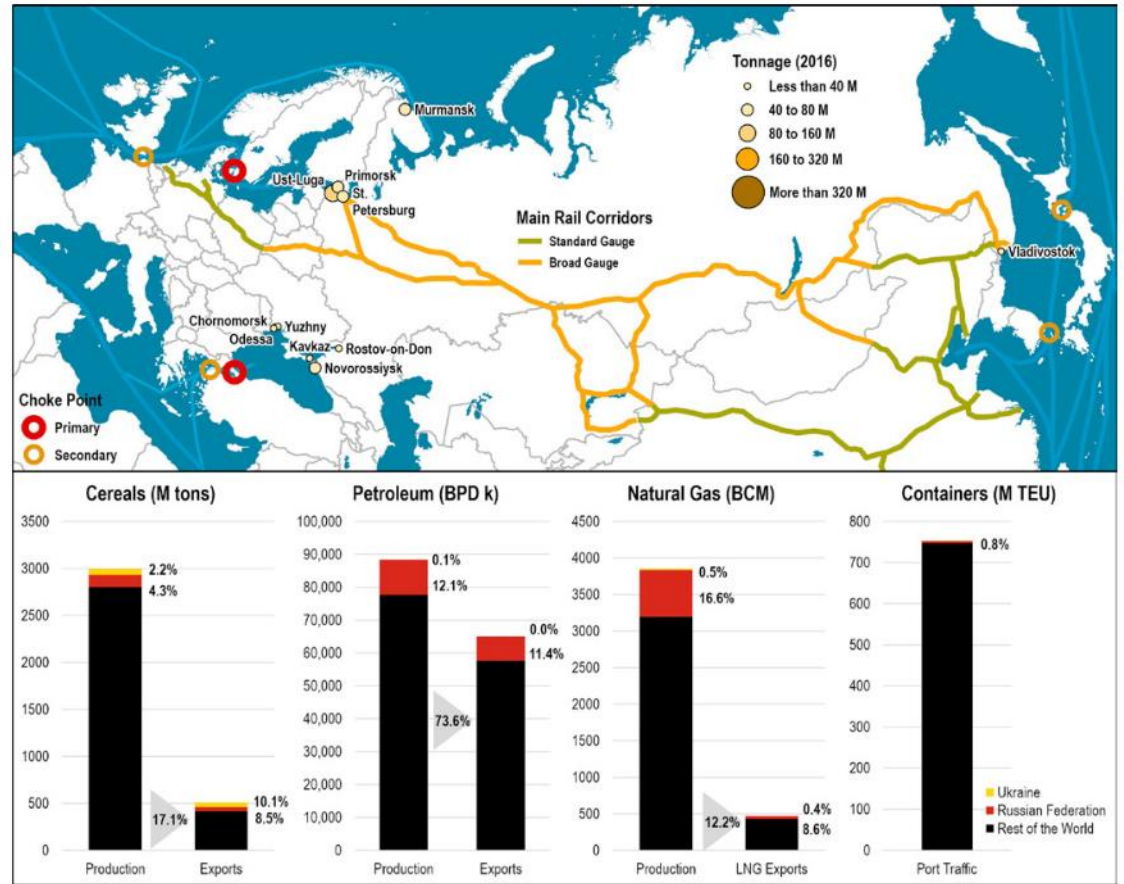 Tonnage (2016)
Less than 40 M
40 to 80 M
80 to 160 M
160 to 320 M
More than 320 M
Murmansk
Ust-Luga
Primorsk
St.
Petersburg
Main Rail Corridors
Standard Gauge
Broad Gauge
Vladivostok
Chornomorsk
Yuzhny
Odessa
Kavkaz
Rostov-on-Don
Novorossiysk
Choke Point
Primary
Secondary
Cereals (M tons)
3500
3000
2500
2000
1500
1000
500
0
2.2%
4.3%
17.1%
10.1%
8.5%
Production
Exports
Petroleum (BPD k)
100,000
90,000
80,000
70,000
60,000
50,000
40,000
30,000
20,000
10,000
0
0.1%
12.1%
73.6%
0.0%
11.4%
Production
Exports
Natural Gas (BCM)
4500
4000
3500
3000
2500
2000
1500
1000
500
0
0.5%
16.6%
12.2%
0.4%
8.6%
Production
LNG Exports
Containers (M TEU)
800
700
600
500
400
300
200
100
0
0.8%
Ukraine
Russian Federation
Rest of the World
Port Traffic